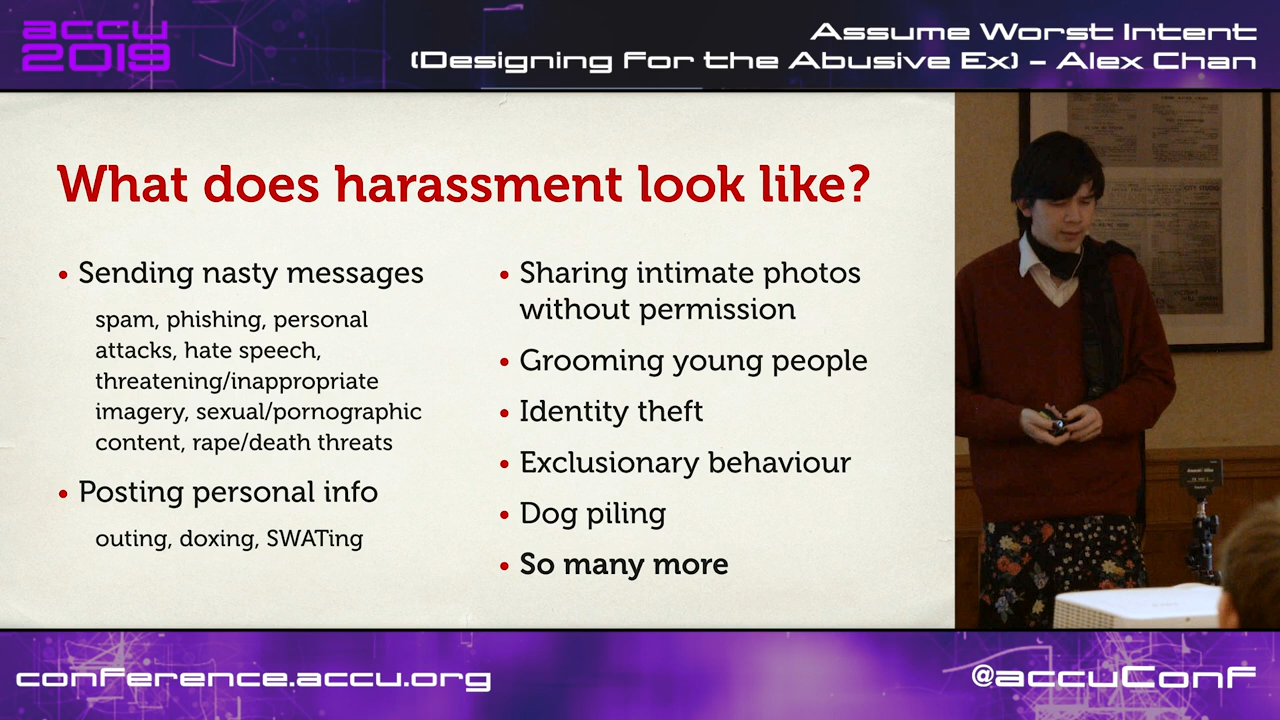 accu
2019
Assume Worst Intent
(Designing For the Abusive Ex) – Alex Chan
What does harassment look like?
• Sending nasty messages
spam, phishing, personal
attacks, hate speech,
threatening/inappropriate
imagery, sexual/pornographic
content, rape/death threats
• Posting personal info
outing, doxing, SWATing
• Sharing intimate photos
without permission
• Grooming young people
• Identity theft
• Exclusionary behaviour
• Dog piling
• So many more
conference.accu.org
@accuConf